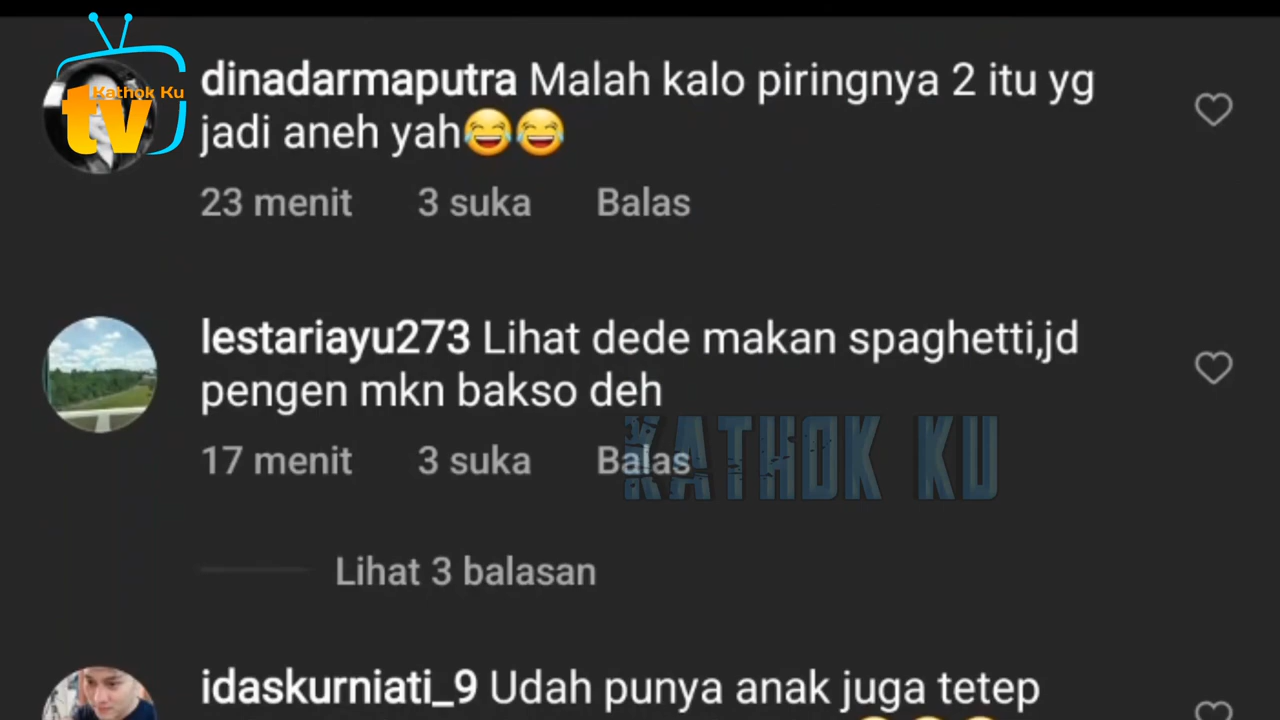 tv Kathok Ku
dinadarmaputra Malah kalo piringnya 2 itu yg
jadi aneh yah😂😂
23 menit 3 suka Balas
lestariayu273 Lihat dede makan spaghetti,jd
pengen mkn bakso deh
17 menit 3 suka Balas
KATHOK KU
Lihat 3 balasan
idaskurniati_9 Udah punya anak juga tetep